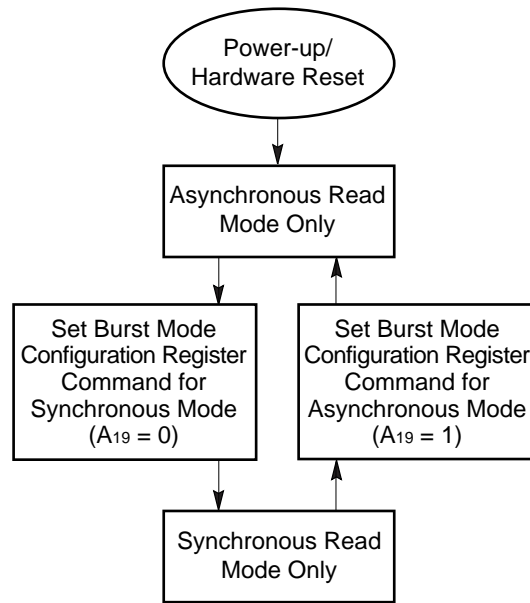 Power-up/
Hardware Reset
Asynchronous Read
Mode Only
Set Burst Mode
Configuration Register
Command for
Synchronous Mode
(A19 = 0)
Set Burst Mode
Configuration Register
Command for
Asynchronous Mode
(A19 = 1)
Synchronous Read
Mode Only